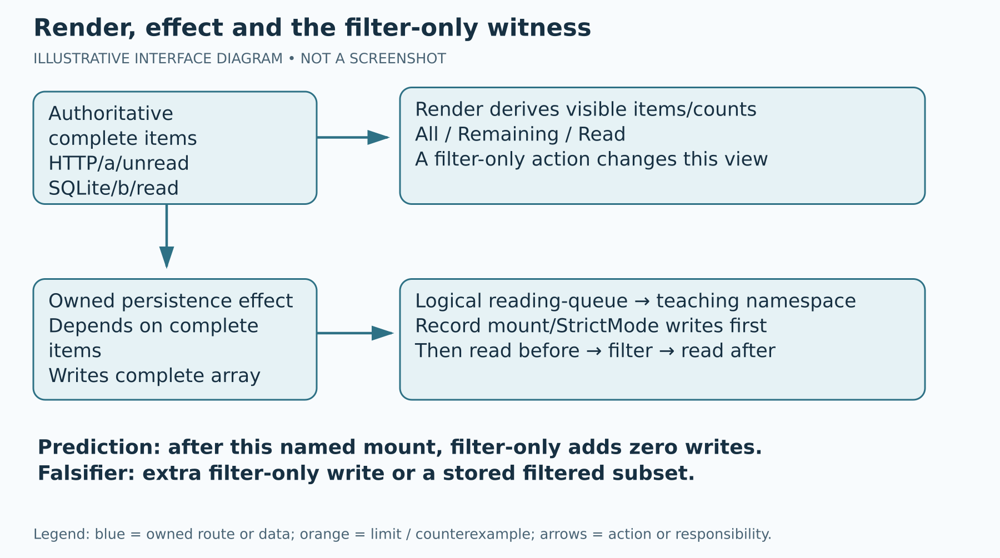 Render, effect and the filter-only witness
ILLUSTRATIVE INTERFACE DIAGRAM • NOT A SCREENSHOT
Authoritative
complete items
HTTP/a/unread
SQLite/b/read
Render derives visible items/counts
All / Remaining / Read
A filter-only action changes this view
Owned persistence effect
Depends on complete
items
Writes complete array
Logical reading-queue → teaching namespace
Record mount/StrictMode writes first
Then read before → filter → read after
Prediction: after this named mount, filter-only adds zero writes.
Falsifier: extra filter-only write or a stored filtered subset.
Legend: blue = owned route or data; orange = limit / counterexample; arrows = action or responsibility.